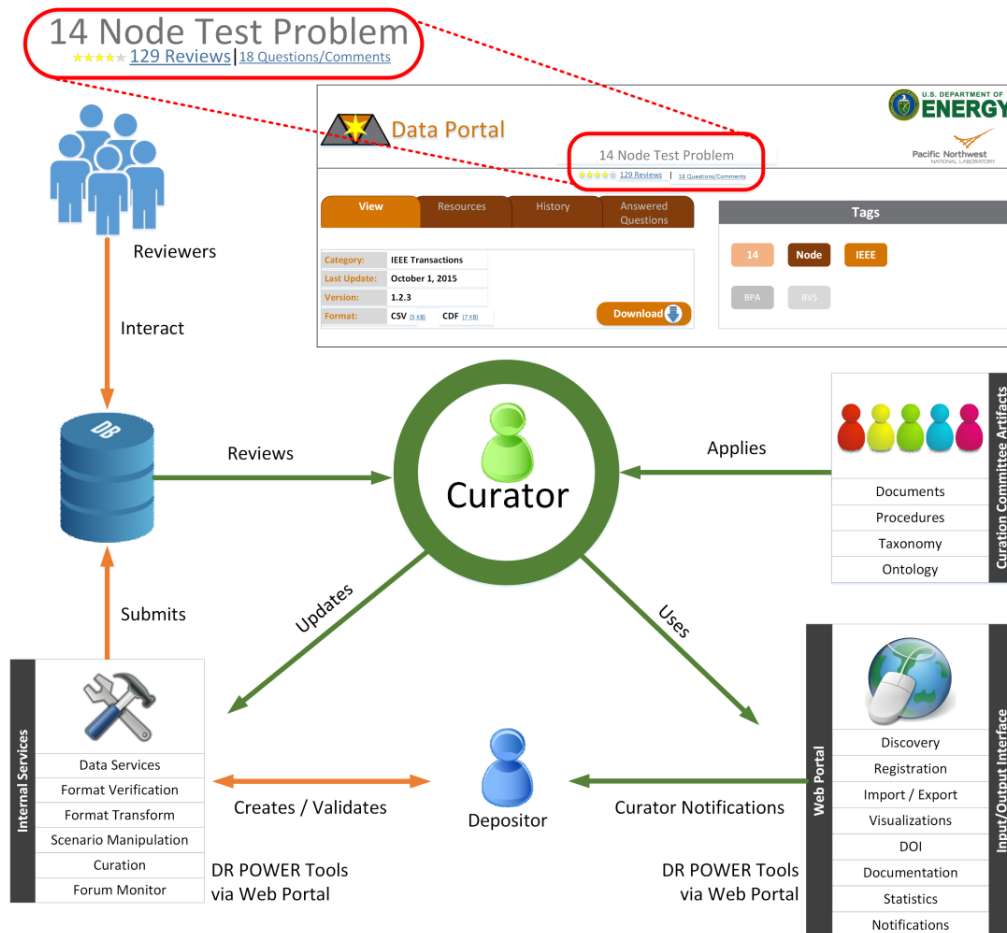 14 Node Test Problem
129 Reviews | 18 Questions/Comments
U.S. DEPARTMENT OF
ENERGY
Data Portal
Pacific Northwest
NATIONAL LABORATORY
14 Node Test Problem
129 Reviews | 18 Questions/Comments
View
Resources
History
Answered
Questions
Tags
14
Node
IEEE
BPA
BVS
Category: IEEE Transactions
Last Update: October 1, 2015
Version: 1.2.3
Format: CSV (5 KB) CDF (7 KB)
Download
Reviewers
Interact
DB
Reviews
Curator
Applies
Documents
Procedures
Taxonomy
Ontology
Curation Committee Artifacts
Submits
Updates
Uses
Internal Services
Data Services
Format Verification
Format Transform
Scenario Manipulation
Curation
Forum Monitor
Creates / Validates
Depositor
Curator Notifications
DR POWER Tools
via Web Portal
DR POWER Tools
via Web Portal
Web Portal
Discovery
Registration
Import / Export
Visualizations
DOI
Documentation
Statistics
Notifications
Input/Output Interface